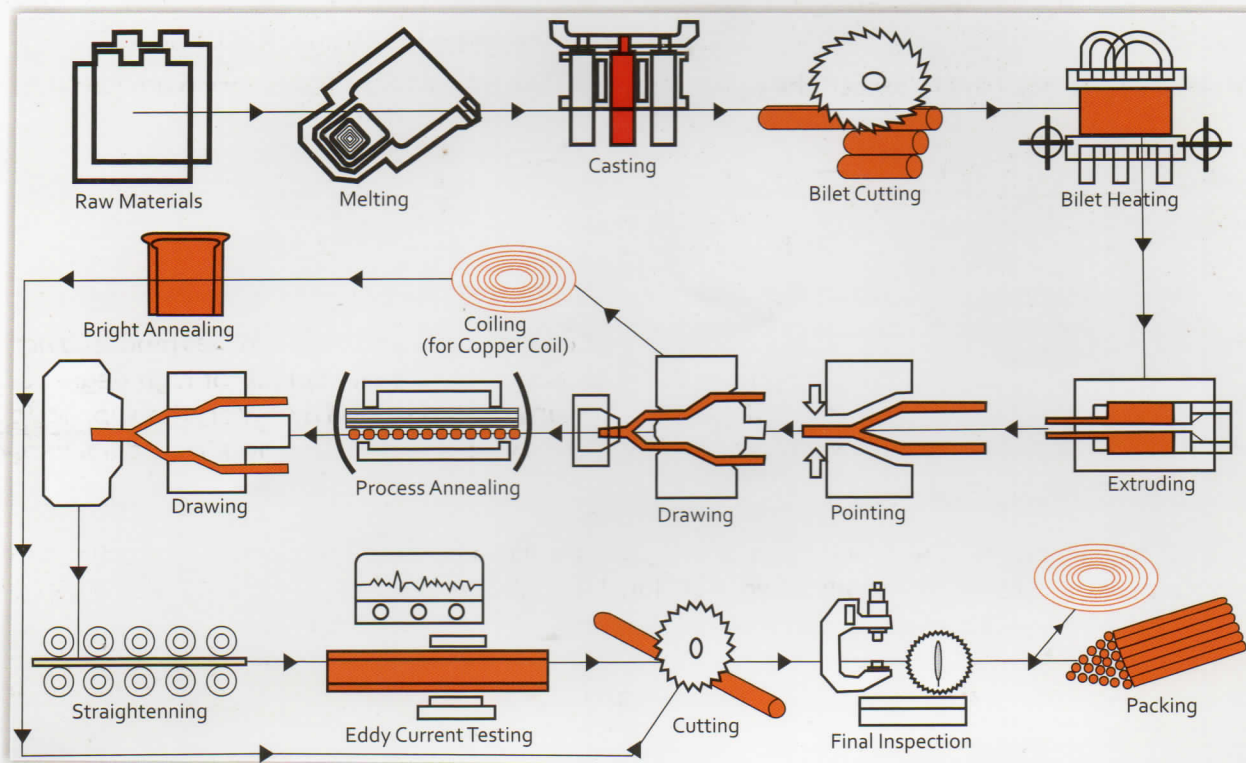 Raw Materials
Melting
Casting
Bilet Cutting
Bilet Heating
Bright Annealing
Coiling
(for Copper Coil)
Drawing
Process Annealing
Drawing
Pointing
Extruding
Straightenning
Eddy Current Testing
Cutting
Final Inspection
Packing